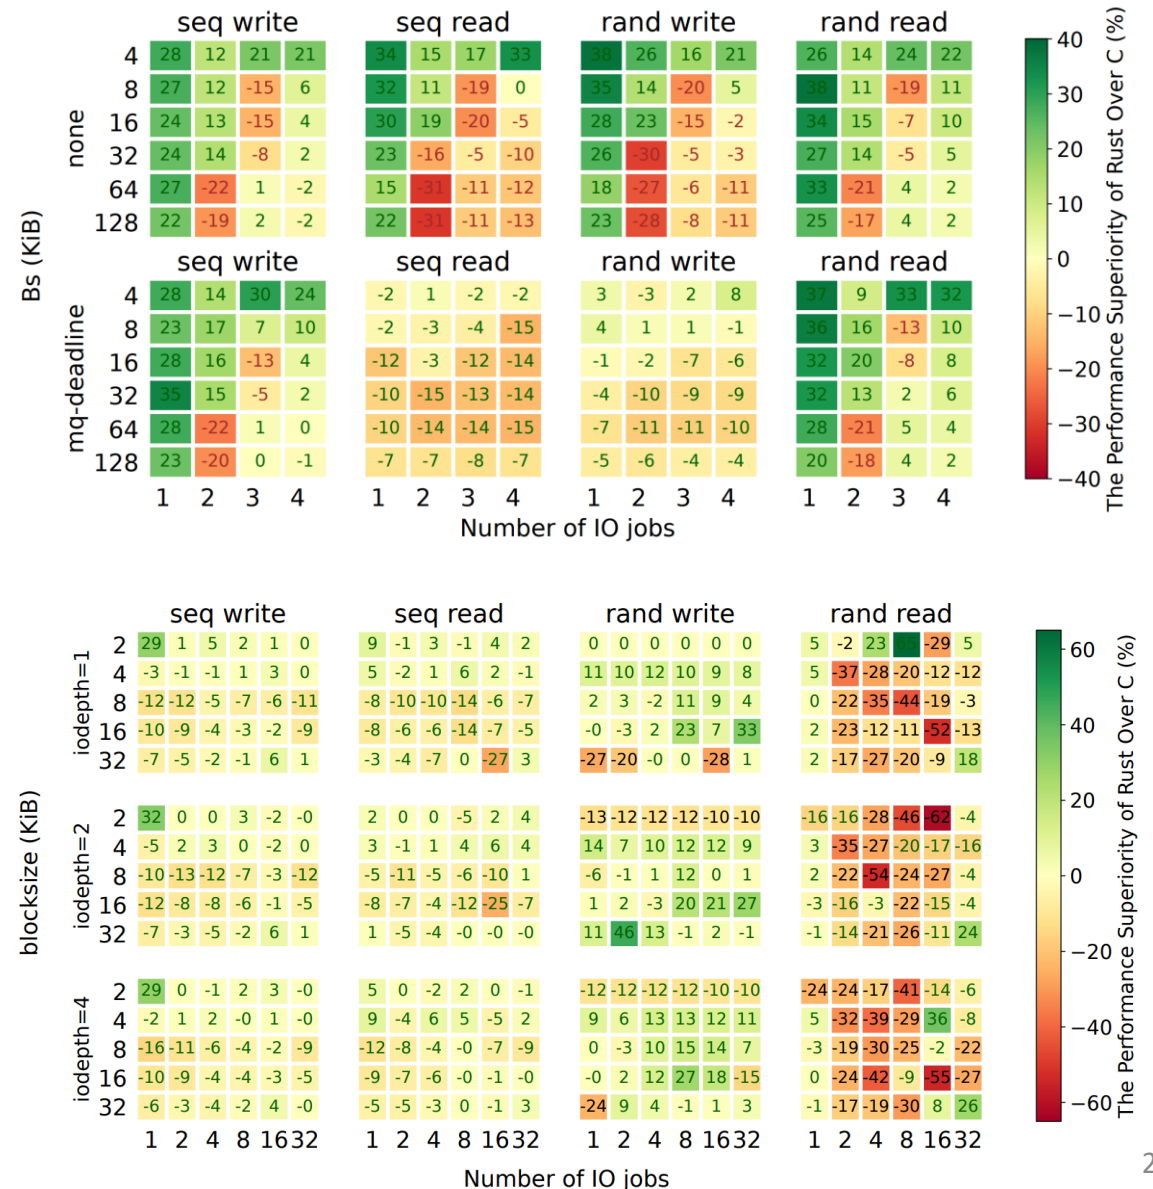 seq write seq read rand write rand read
4 28 12 21 21 34 15 17 33 38 26 16 21 26 14 24 22
8 27 12 -15 6 32 11 -19 0 35 14 -20 5 38 11 -19 11
16 24 13 -15 4 30 19 -20 -5 28 23 -15 -2 34 15 -7 10
32 24 14 -8 2 23 -16 -5 -10 26 -30 -5 -3 27 14 -5 5
64 27 -22 1 -2 15 -31 -11 -12 18 -27 -6 -11 33 -21 4 2
128 22 -19 2 -2 22 -31 -11 -13 23 -28 -8 -11 25 -17 4 2
none
seq write seq read rand write rand read
4 28 14 30 24 -2 1 -2 -2 3 -3 2 8 37 9 33 32
8 23 17 7 10 -2 -3 -4 -15 4 1 1 -1 36 16 -13 10
16 28 16 -13 4 -12 -3 -12 -14 -1 -2 -7 -6 32 20 -8 8
32 35 15 -5 2 -10 -15 -13 -14 -4 -10 -9 -9 32 13 2 6
64 28 -22 1 0 -10 -14 -14 -15 -7 -11 -11 -10 28 -21 5 4
128 23 -20 0 -1 -7 -7 -8 -7 -5 -6 -4 -4 20 -18 4 2
mq-deadline
Bs (KiB)
1 2 3 4 1 2 3 4 1 2 3 4 1 2 3 4
Number of IO jobs
40
30
20
10
0
−10
−20
−30
−40
The Performance Superiority of Rust Over C (%)
seq write seq read rand write rand read
2 29 1 5 2 1 0 9 -1 3 -1 4 2 0 0 0 0 0 0 5 -2 23 65 -29 5
4 -3 -1 -1 1 3 0 5 -2 1 6 2 -1 11 10 12 10 9 8 5 -37 -28 -20 -12 -12
8 -12 -12 -5 -7 -6 -11 -8 -10 -10 -14 -6 -7 2 3 -2 11 9 4 0 -22 -35 -44 -19 -3
16 -10 -9 -4 -3 -2 -9 -8 -6 -6 -14 -7 -5 -0 -3 -2 23 7 33 2 -23 -12 -11 -52 -13
32 -7 -5 -2 -1 6 1 -3 -4 -7 0 -27 3 -27 -20 -0 0 -28 1 2 -17 -27 -20 -9 18
iodepth=1
2 32 0 0 3 -2 -0 2 0 0 -5 2 4 -13 -12 -12 -12 -10 -10 -16 -16 -28 -46 -62 -4
4 -5 2 3 0 -2 0 3 -1 1 4 6 4 14 7 10 12 12 9 3 -35 -27 -20 -17 -16
8 -10 -13 -12 -7 -3 -12 -5 -11 -5 -6 -10 1 -6 -1 1 12 0 1 2 -22 -54 -24 -27 -4
16 -12 -8 -8 -6 -1 -5 -8 -7 -4 -12 -25 -7 1 2 -3 20 21 27 -3 -16 -3 -22 -15 -4
32 -7 -3 -5 -2 6 1 1 -5 -4 -0 -0 -0 11 46 13 -1 2 -1 -1 -14 -21 -26 -11 24
iodepth=2
2 29 0 -1 2 3 -0 5 0 -2 2 0 -1 -12 -12 -12 -12 -10 -10 -24 -24 -17 -41 -14 -6
4 -2 1 2 -0 1 -0 9 -4 6 5 -5 2 9 6 13 13 12 11 5 -32 -39 -29 36 -8
8 -16 -11 -6 -4 -2 -9 -12 -8 -4 -0 -7 -9 0 -3 10 15 14 7 -3 -19 -30 -25 -2 -22
16 -10 -9 -4 -4 -3 -5 -9 -7 -6 -0 -1 -0 -0 2 12 27 18 -15 0 -24 -42 -9 -55 -27
32 -6 -3 -4 -2 4 -0 -5 -5 -3 0 -1 3 -24 9 4 -1 1 3 -1 -17 -19 -30 8 26
iodepth=4
blocksize (KiB)
1 2 4 8 16 32 1 2 4 8 16 32 1 2 4 8 16 32 1 2 4 8 16 32
Number of IO jobs
60
40
20
0
−20
−40
−60
The Performance Superiority of Rust Over C (%)